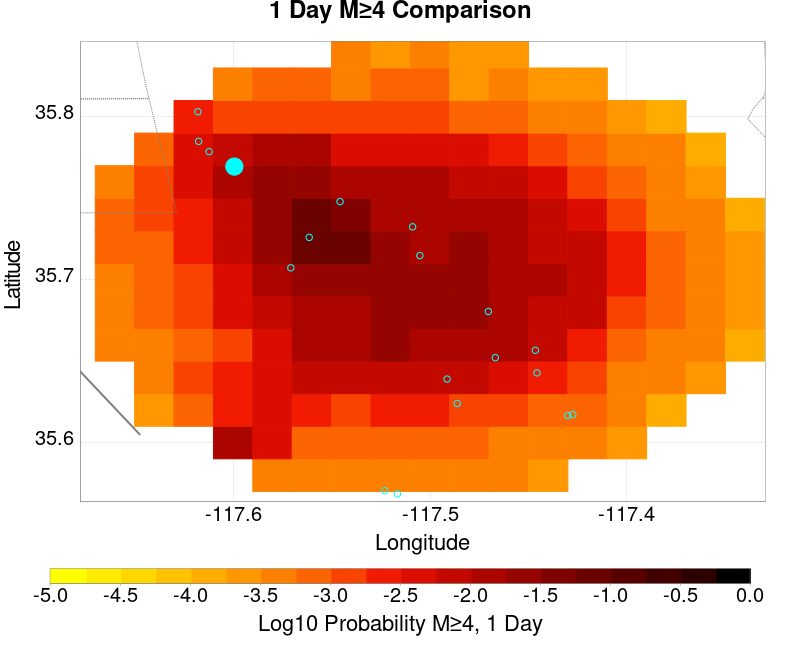 1 Day M≥4 Comparison
35.8
35.7
35.6
Latitude
-117.6 -117.5 -117.4
Longitude
-5.0 -4.5 -4.0 -3.5 -3.0 -2.5 -2.0 -1.5 -1.0 -0.5 0.0
Log10 Probability M≥4, 1 Day